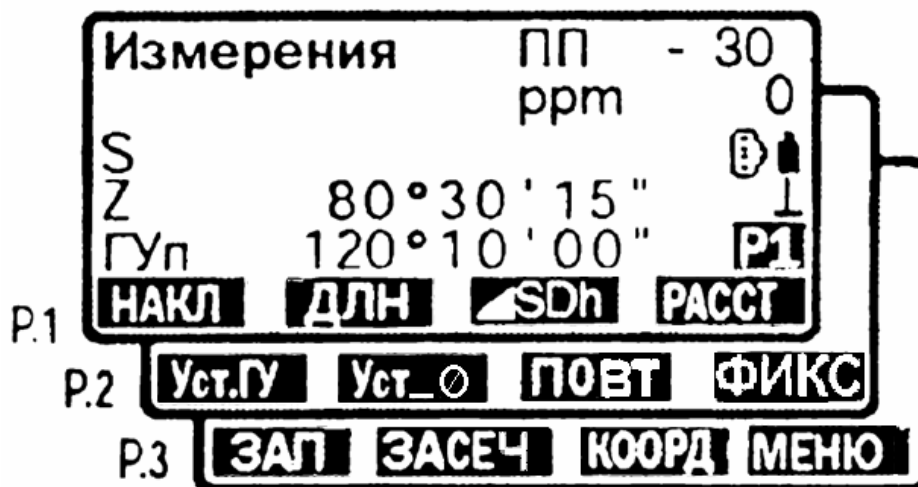 Измерения ПП - 30
ppm 0
S
Z 80°30'15"
ГУп 120°10'00" P1
P.1 НАКЛ ДЛН ◢SDh РАССТ
P.2 Уст.ГУ Уст_0 ПОВТ ФИКС
P.3 ЗАП ЗАСЕЧ КООРД МЕНЮ